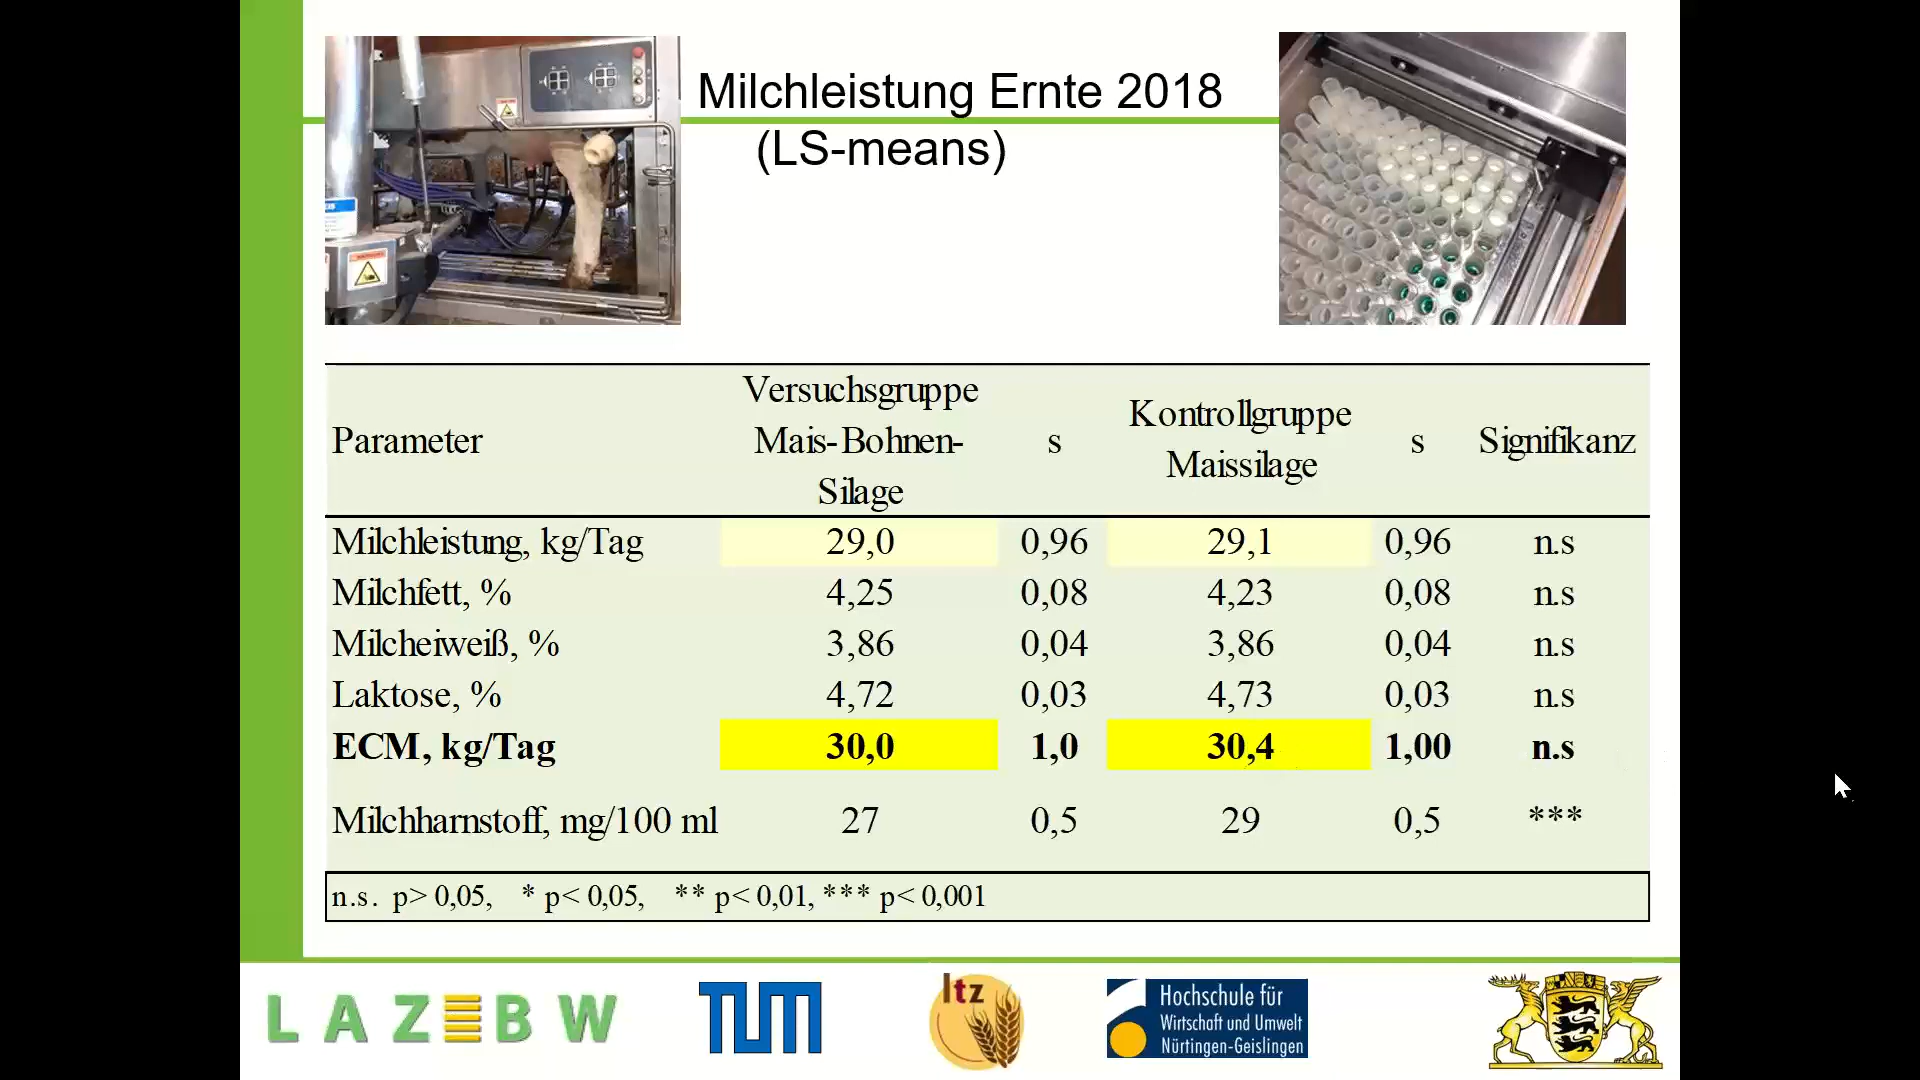 Milchleistung Ernte 2018
(LS-means)
Parameter Versuchsgruppe Mais-Bohnen-Silage s Kontrollgruppe Maissilage s Signifikanz
Milchleistung, kg/Tag 29,0 0,96 29,1 0,96 n.s
Milchfett, % 4,25 0,08 4,23 0,08 n.s
Milcheiweiß, % 3,86 0,04 3,86 0,04 n.s
Laktose, % 4,72 0,03 4,73 0,03 n.s
ECM, kg/Tag 30,0 1,0 30,4 1,00 n.s
Milchharnstoff, mg/100 ml 27 0,5 29 0,5 ***
n.s. p> 0,05, * p< 0,05, ** p< 0,01, *** p< 0,001
LAZBW
TUM
ltz
Hochschule für
Wirtschaft und Umwelt
Nürtingen-Geislingen